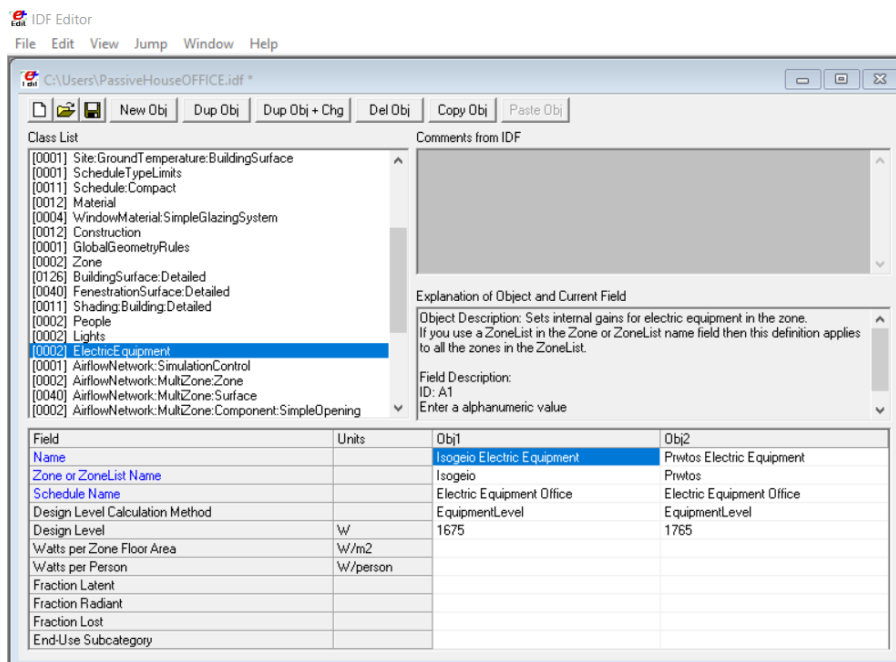 IDF Editor
File Edit View Jump Window Help
C:\Users\PassiveHouseOFFICE.idf *
New Obj Dup Obj Dup Obj + Chg Del Obj Copy Obj Paste Obj
Class List
[0001] Site:GroundTemperature:BuildingSurface
[0001] ScheduleTypeLimits
[0011] Schedule:Compact
[0012] Material
[0004] WindowMaterial:SimpleGlazingSystem
[0012] Construction
[0001] GlobalGeometryRules
[0002] Zone
[0126] BuildingSurface:Detailed
[0040] FenestrationSurface:Detailed
[0011] Shading:Building:Detailed
[0002] People
[0002] Lights
[0002] ElectricEquipment
[0001] AirflowNetwork:SimulationControl
[0002] AirflowNetwork:MultiZone:Zone
[0040] AirflowNetwork:MultiZone:Surface
[0002] AirflowNetwork:MultiZone:Component:SimpleOpening
Comments from IDF
Explanation of Object and Current Field
Object Description: Sets internal gains for electric equipment in the zone.
If you use a ZoneList in the Zone or ZoneList name field then this definition applies
to all the zones in the ZoneList.
Field Description:
ID: A1
Enter a alphanumeric value
Field Units Obj1 Obj2
Name Isogeio Electric Equipment Prwtos Electric Equipment
Zone or ZoneList Name Isogeio Prwtos
Schedule Name Electric Equipment Office Electric Equipment Office
Design Level Calculation Method EquipmentLevel EquipmentLevel
Design Level W 1675 1765
Watts per Zone Floor Area W/m2
Watts per Person W/person
Fraction Latent
Fraction Radiant
Fraction Lost
End-Use Subcategory